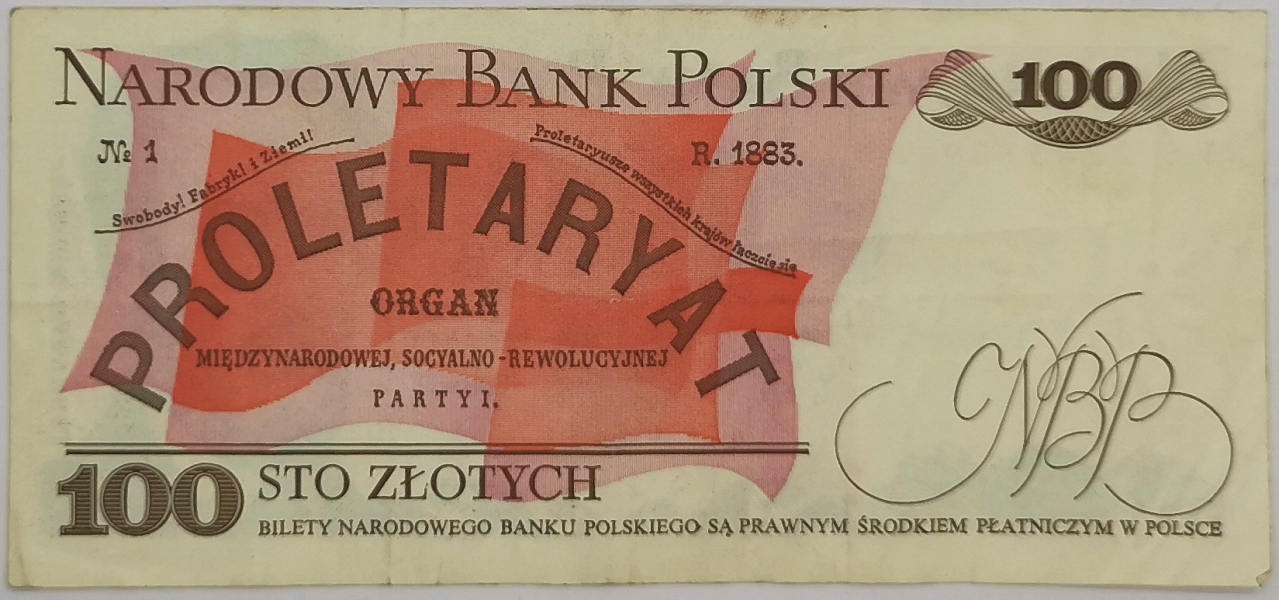 NARODOWY BANK POLSKI
100
№ 1
Swobody! Fabryk! i Ziemi!
Proletaryusze wszystkich krajów łączcie się
R. 1883.
PROLETARYAT
ORGAN
MIĘDZYNARODOWEJ, SOCYALNO-REWOLUCYJNEJ
PARTYI.
NBP
100 STO ZŁOTYCH
BILETY NARODOWEGO BANKU POLSKIEGO SĄ PRAWNYM ŚRODKIEM PŁATNICZYM W POLSCE